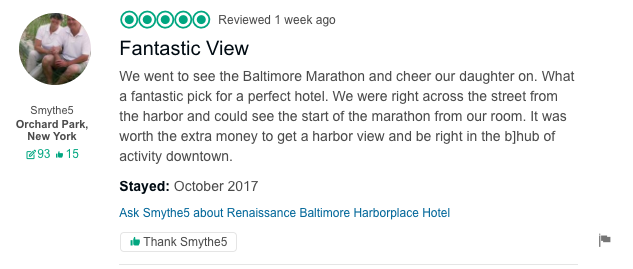 Reviewed 1 week ago
Fantastic View
We went to see the Baltimore Marathon and cheer our daughter on. What
a fantastic pick for a perfect hotel. We were right across the street from
the harbor and could see the start of the marathon from our room. It was
worth the extra money to get a harbor view and be right in the b]hub of
activity downtown.
Smythe5
Orchard Park,
New York
93 15
Stayed: October 2017
Ask Smythe5 about Renaissance Baltimore Harborplace Hotel
Thank Smythe5